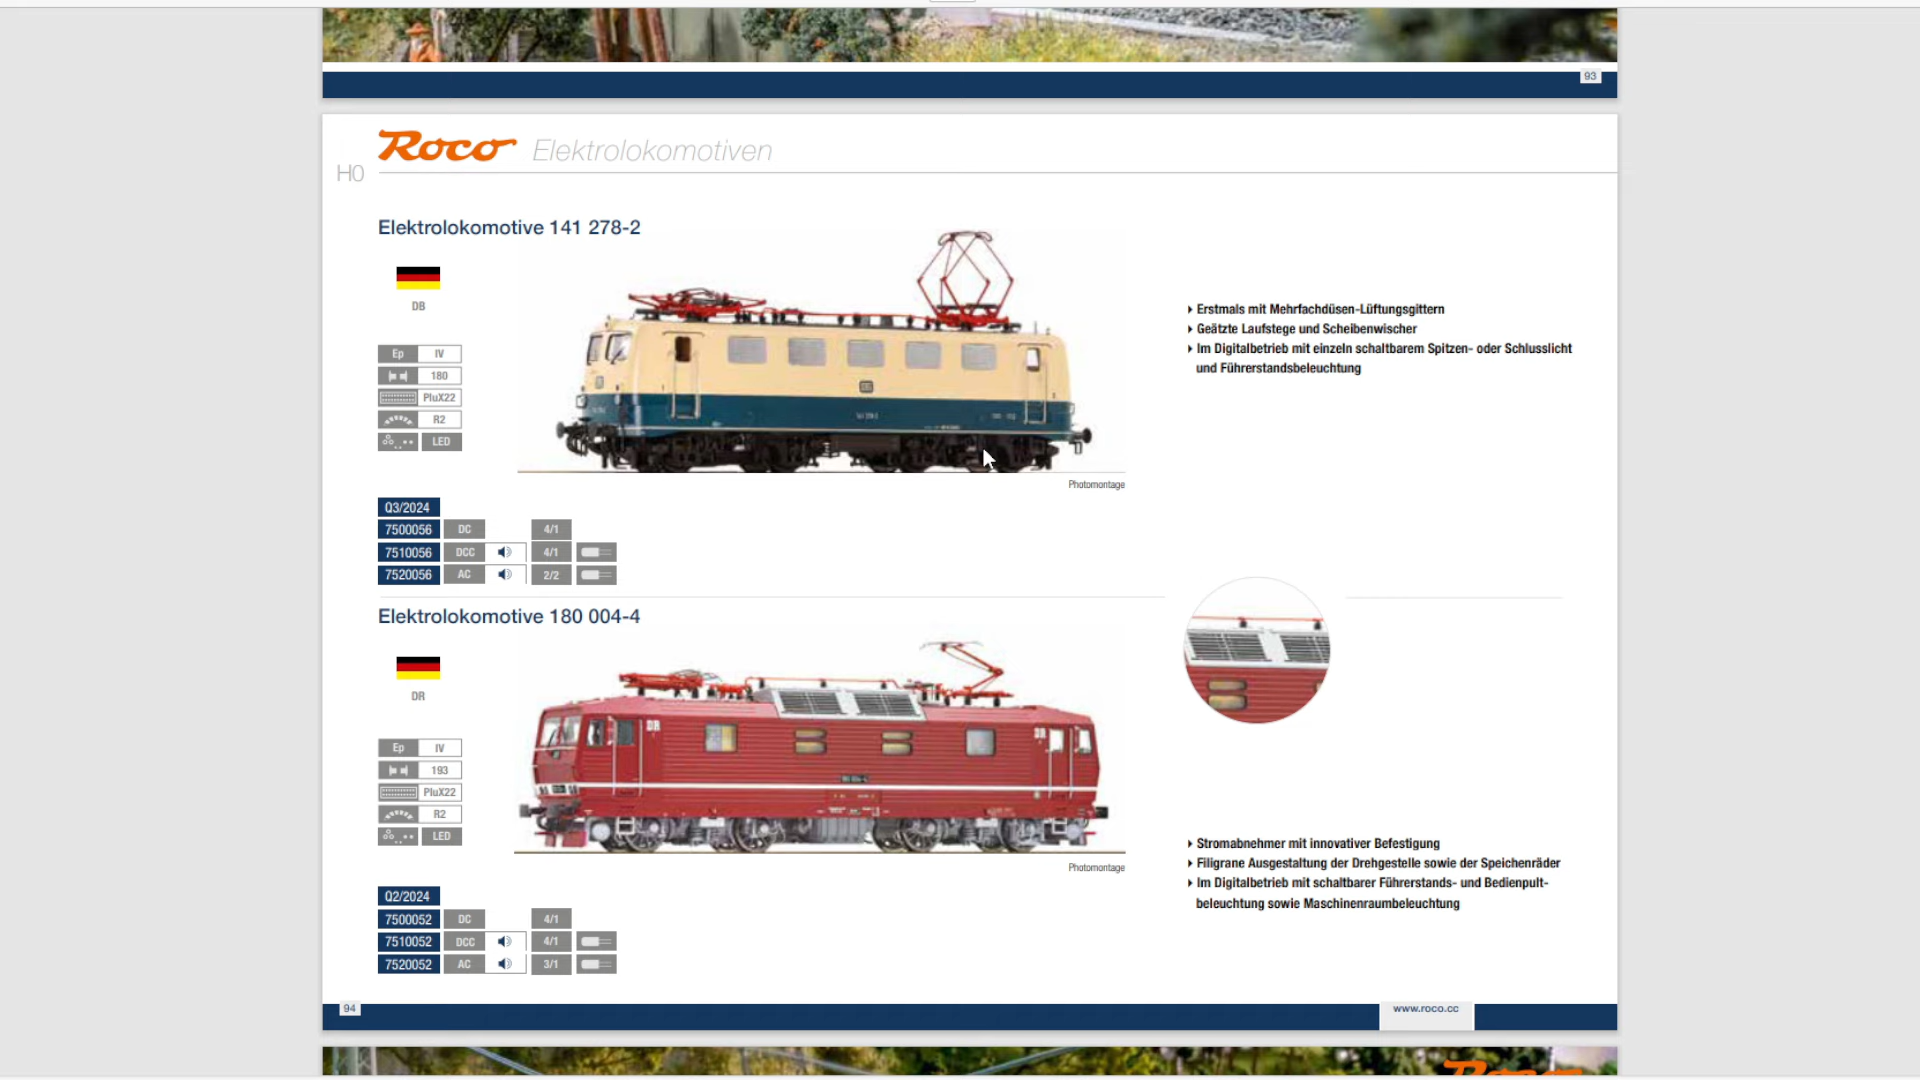 93
Roco Elektrolokomotiven
H0
Elektrolokomotive 141 278-2
DB
Ep IV
180
PluX22
R2
LED
Erstmals mit Mehrfachdüsen-Lüftungsgittern
Geätzte Laufstege und Scheibenwischer
Im Digitalbetrieb mit einzeln schaltbarem Spitzen- oder Schlusslicht
und Führerstandsbeleuchtung
Photomontage
Q3/2024
7500056 DC 4/1
7510056 DCC 4/1
7520056 AC 2/2
Elektrolokomotive 180 004-4
DR
DR
DR
Ep IV
193
PluX22
R2
LED
Photomontage
Stromabnehmer mit innovativer Befestigung
Filigrane Ausgestaltung der Drehgestelle sowie der Speichenräder
Im Digitalbetrieb mit schaltbarer Führerstands- und Bedienpult-
beleuchtung sowie Maschinenraumbeleuchtung
Q2/2024
7500052 DC 4/1
7510052 DCC 4/1
7520052 AC 3/1
94
www.roco.cc
Roco